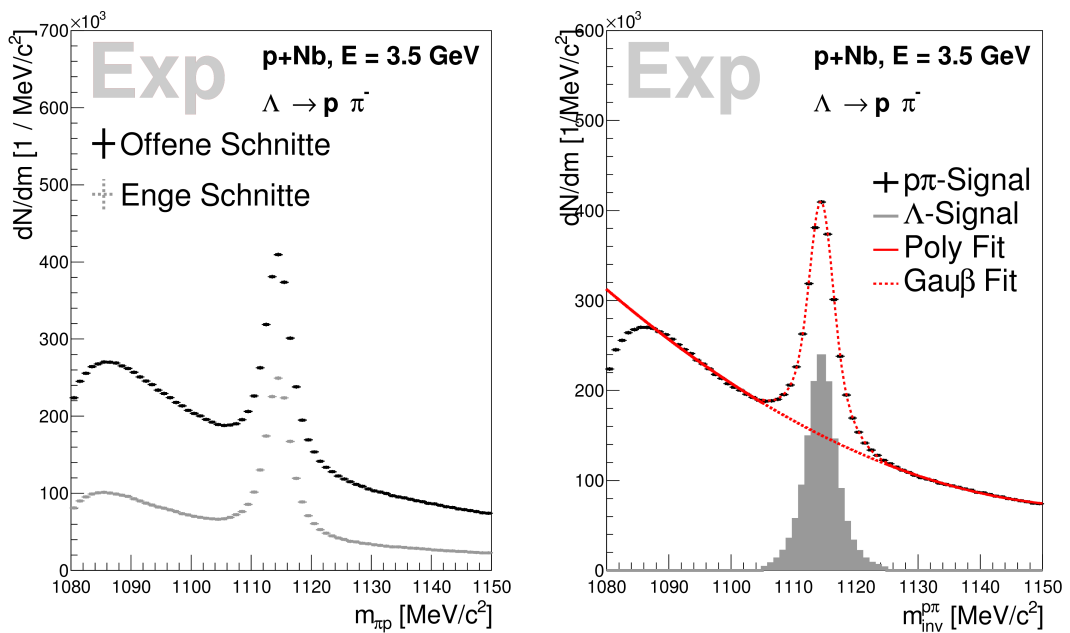 ×10³
dN/dm [1 / MeV/c²]
700
600
500
400
300
200
100
0
Exp
p+Nb, E = 3.5 GeV
Λ → p π⁻
Offene Schnitte
Enge Schnitte
1080 1090 1100 1110 1120 1130 1140 1150
m_πp [MeV/c²]
×10³
dN/dm [1/MeV/c²]
600
500
400
300
200
100
0
Exp
p+Nb, E = 3.5 GeV
Λ → p π⁻
pπ-Signal
Λ-Signal
Poly Fit
Gauβ Fit
1080 1090 1100 1110 1120 1130 1140 1150
m_inv^pπ [MeV/c²]